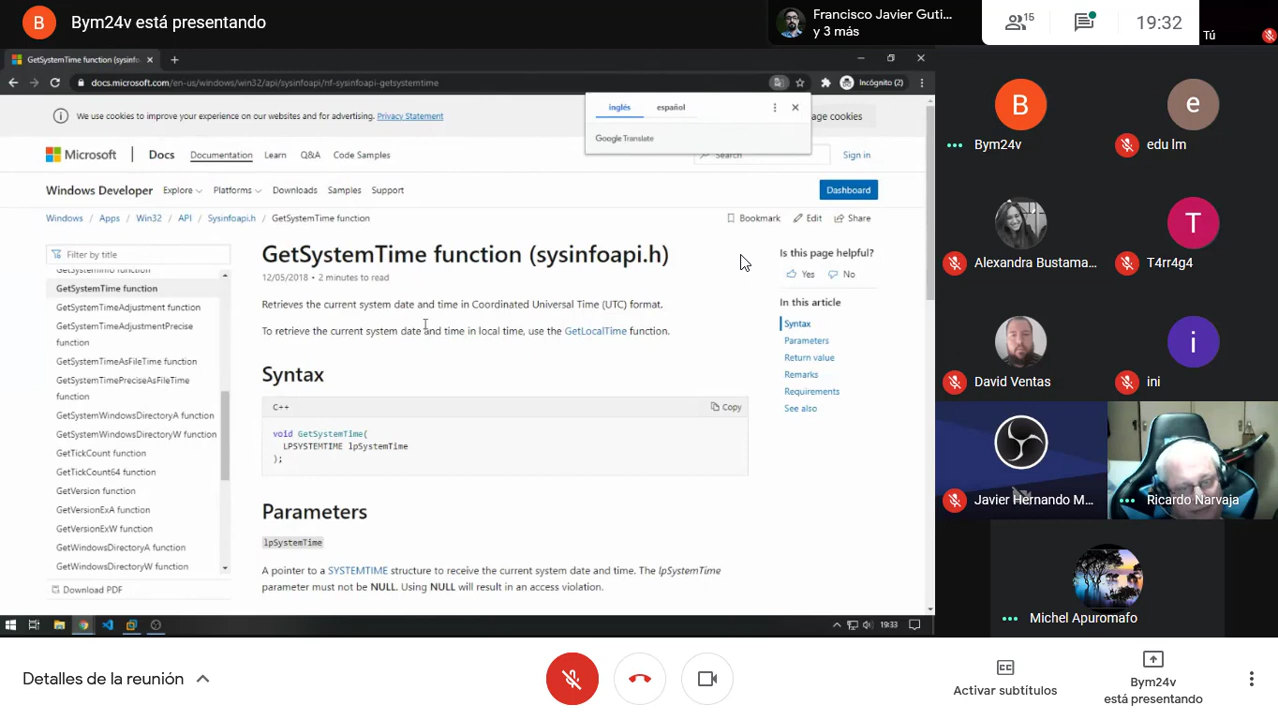 B Bym24v está presentando
Francisco Javier Guti...
y 3 más
15
19:32
Tú
GetSystemTime function (sysinfo
docs.microsoft.com/en-us/windows/win32/api/sysinfoapi/nf-sysinfoapi-getsystemtime
Incógnito (2)
We use cookies to improve your experience on our websites and for advertising. Privacy Statement
age cookies
inglés español
Google Translate
Microsoft Docs Documentation Learn Q&A Code Samples
Search
Sign in
Windows Developer Explore Platforms Downloads Samples Support
Dashboard
Windows / Apps / Win32 / API / Sysinfoapi.h / GetSystemTime function
Bookmark Edit Share
Filter by title
GetSystemInfo function
GetSystemTime function
GetSystemTimeAdjustment function
GetSystemTimeAdjustmentPrecise
function
GetSystemTimeAsFileTime function
GetSystemTimePreciseAsFileTime
function
GetSystemWindowsDirectoryA function
GetSystemWindowsDirectoryW function
GetTickCount function
GetTickCount64 function
GetVersion function
GetVersionExA function
GetVersionExW function
GetWindowsDirectoryA function
GetWindowsDirectoryW function
Download PDF
GetSystemTime function (sysinfoapi.h)
12/05/2018 • 2 minutes to read
Retrieves the current system date and time in Coordinated Universal Time (UTC) format.
To retrieve the current system date and time in local time, use the GetLocalTime function.
Syntax
C++
Copy
void GetSystemTime(
LPSYSTEMTIME lpSystemTime
);
Parameters
lpSystemTime
A pointer to a SYSTEMTIME structure to receive the current system date and time. The lpSystemTime
parameter must not be NULL. Using NULL will result in an access violation.
Is this page helpful?
Yes No
In this article
Syntax
Parameters
Return value
Remarks
Requirements
See also
19:33
B
Bym24v
e
edu lm
Alexandra Bustama...
T
T4rr4g4
David Ventas
i
ini
Javier Hernando M...
Ricardo Narvaja
Michel Apuromafo
Detalles de la reunión
CC
Activar subtítulos
Bym24v
está presentando